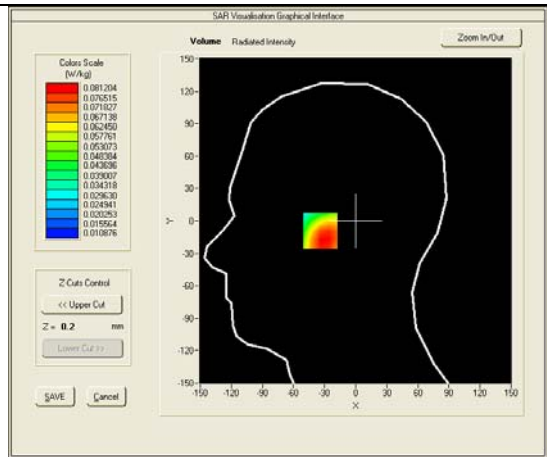 SAR Visualisation Graphical Interface
Volume Radiated Intensity
Zoom In/Out
Colors Scale
(W/kg)
0.081204
0.076515
0.071827
0.067138
0.062450
0.057761
0.053073
0.048384
0.043696
0.039007
0.034318
0.029630
0.024941
0.020253
0.015564
0.010876
Z-Cuts Control
<< Upper Cut
Z = 0.2 mm
Lower Cut >>
SAVE
Cancel
150
120
90
60
30
0
-30
-60
-90
-120
-150
Y
-150 -120 -90 -60 -30 0 30 60 90 120 150
X